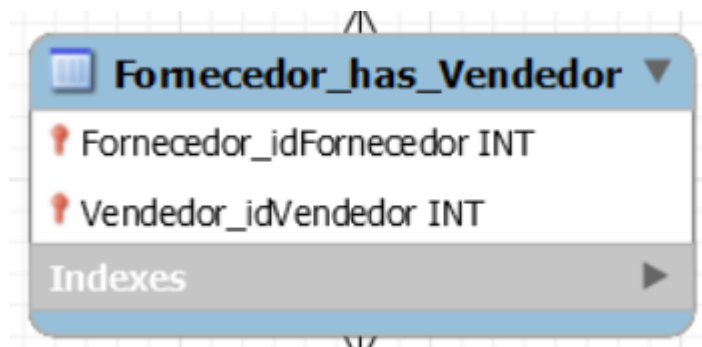 Fornecedor_has_Vendedor
Fornecedor_idFornecedor INT
Vendedor_idVendedor INT
Indexes